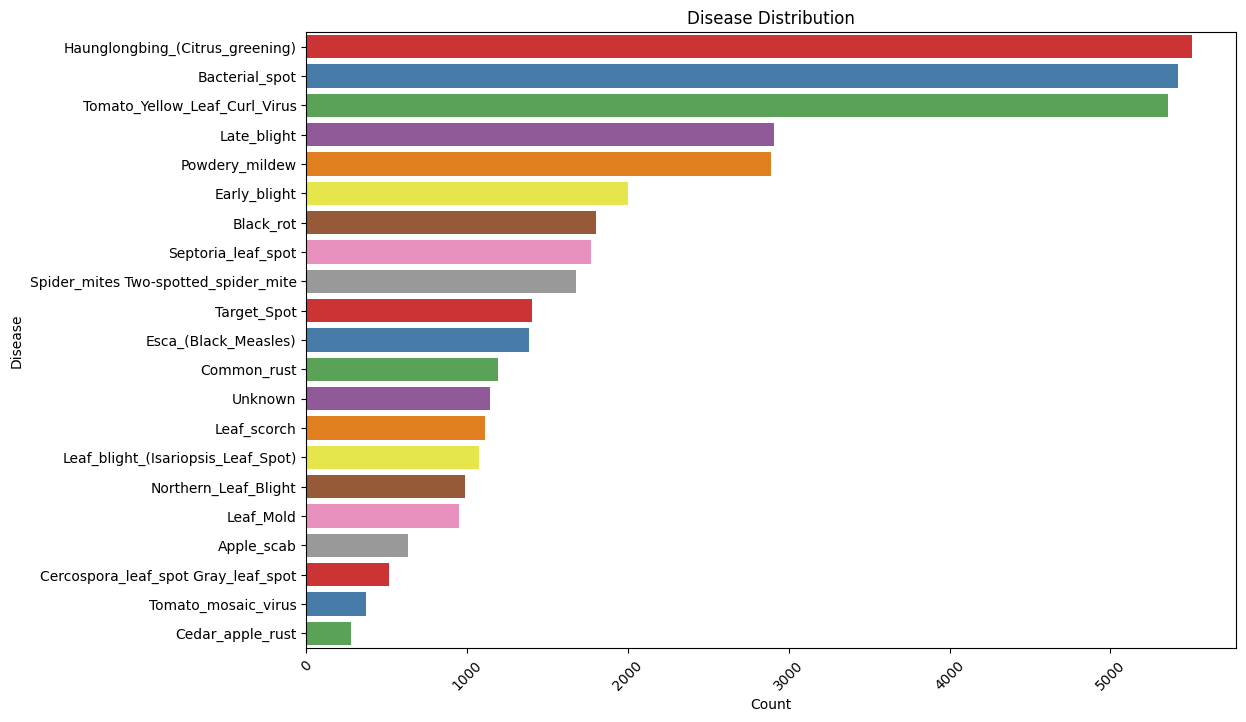 Disease Distribution
Haunglongbing_(Citrus_greening)
Bacterial_spot
Tomato_Yellow_Leaf_Curl_Virus
Late_blight
Powdery_mildew
Early_blight
Black_rot
Septoria_leaf_spot
Spider_mites Two-spotted_spider_mite
Target_Spot
Esca_(Black_Measles)
Common_rust
Unknown
Leaf_scorch
Leaf_blight_(Isariopsis_Leaf_Spot)
Northern_Leaf_Blight
Leaf_Mold
Apple_scab
Cercospora_leaf_spot Gray_leaf_spot
Tomato_mosaic_virus
Cedar_apple_rust
Disease
0 1000 2000 3000 4000 5000
Count